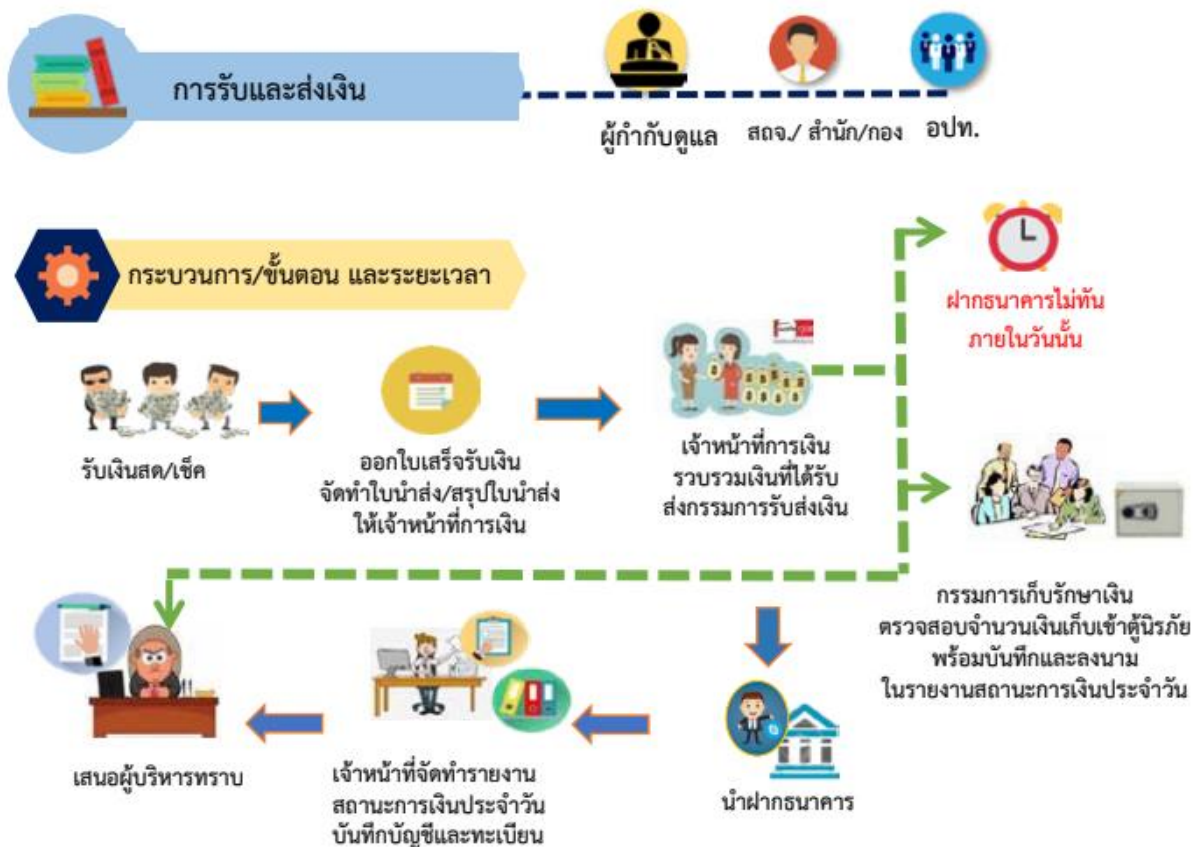 การรับและส่งเงิน
ผู้กำกับดูแล
สถจ./ สำนัก/กอง
อปท.
กระบวนการ/ขั้นตอน และระยะเวลา
ฝากธนาคารไม่ทัน
ภายในวันนั้น
รับเงินสด/เช็ค
ออกใบเสร็จรับเงิน
จัดทำใบนำส่ง/สรุปใบนำส่ง
ให้เจ้าหน้าที่การเงิน
เจ้าหน้าที่การเงิน
รวบรวมเงินที่ได้รับ
ส่งกรรมการรับส่งเงิน
กรรมการเก็บรักษาเงิน
ตรวจสอบจำนวนเงินเก็บเข้าตู้นิรภัย
พร้อมบันทึกและลงนาม
ในรายงานสถานะการเงินประจำวัน
เสนอผู้บริหารทราบ
เจ้าหน้าที่จัดทำรายงาน
สถานะการเงินประจำวัน
บันทึกบัญชีและทะเบียน
นำฝากธนาคาร